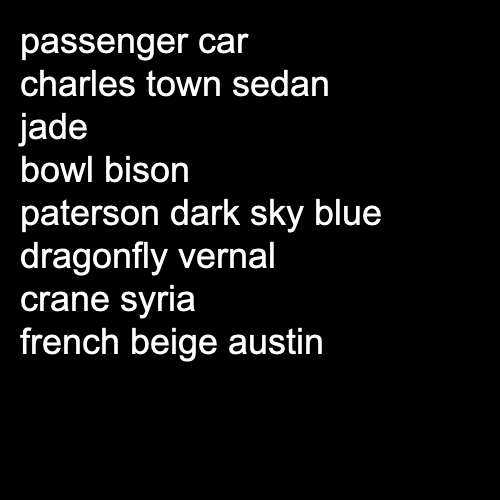 passenger car
charles town sedan
jade
bowl bison
paterson dark sky blue
dragonfly vernal
crane syria
french beige austin